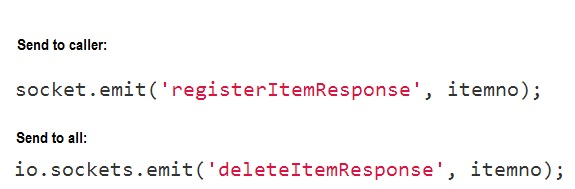 Send to caller:
socket.emit('registerItemResponse', itemno);
Send to all:
io.sockets.emit('deleteItemResponse', itemno);